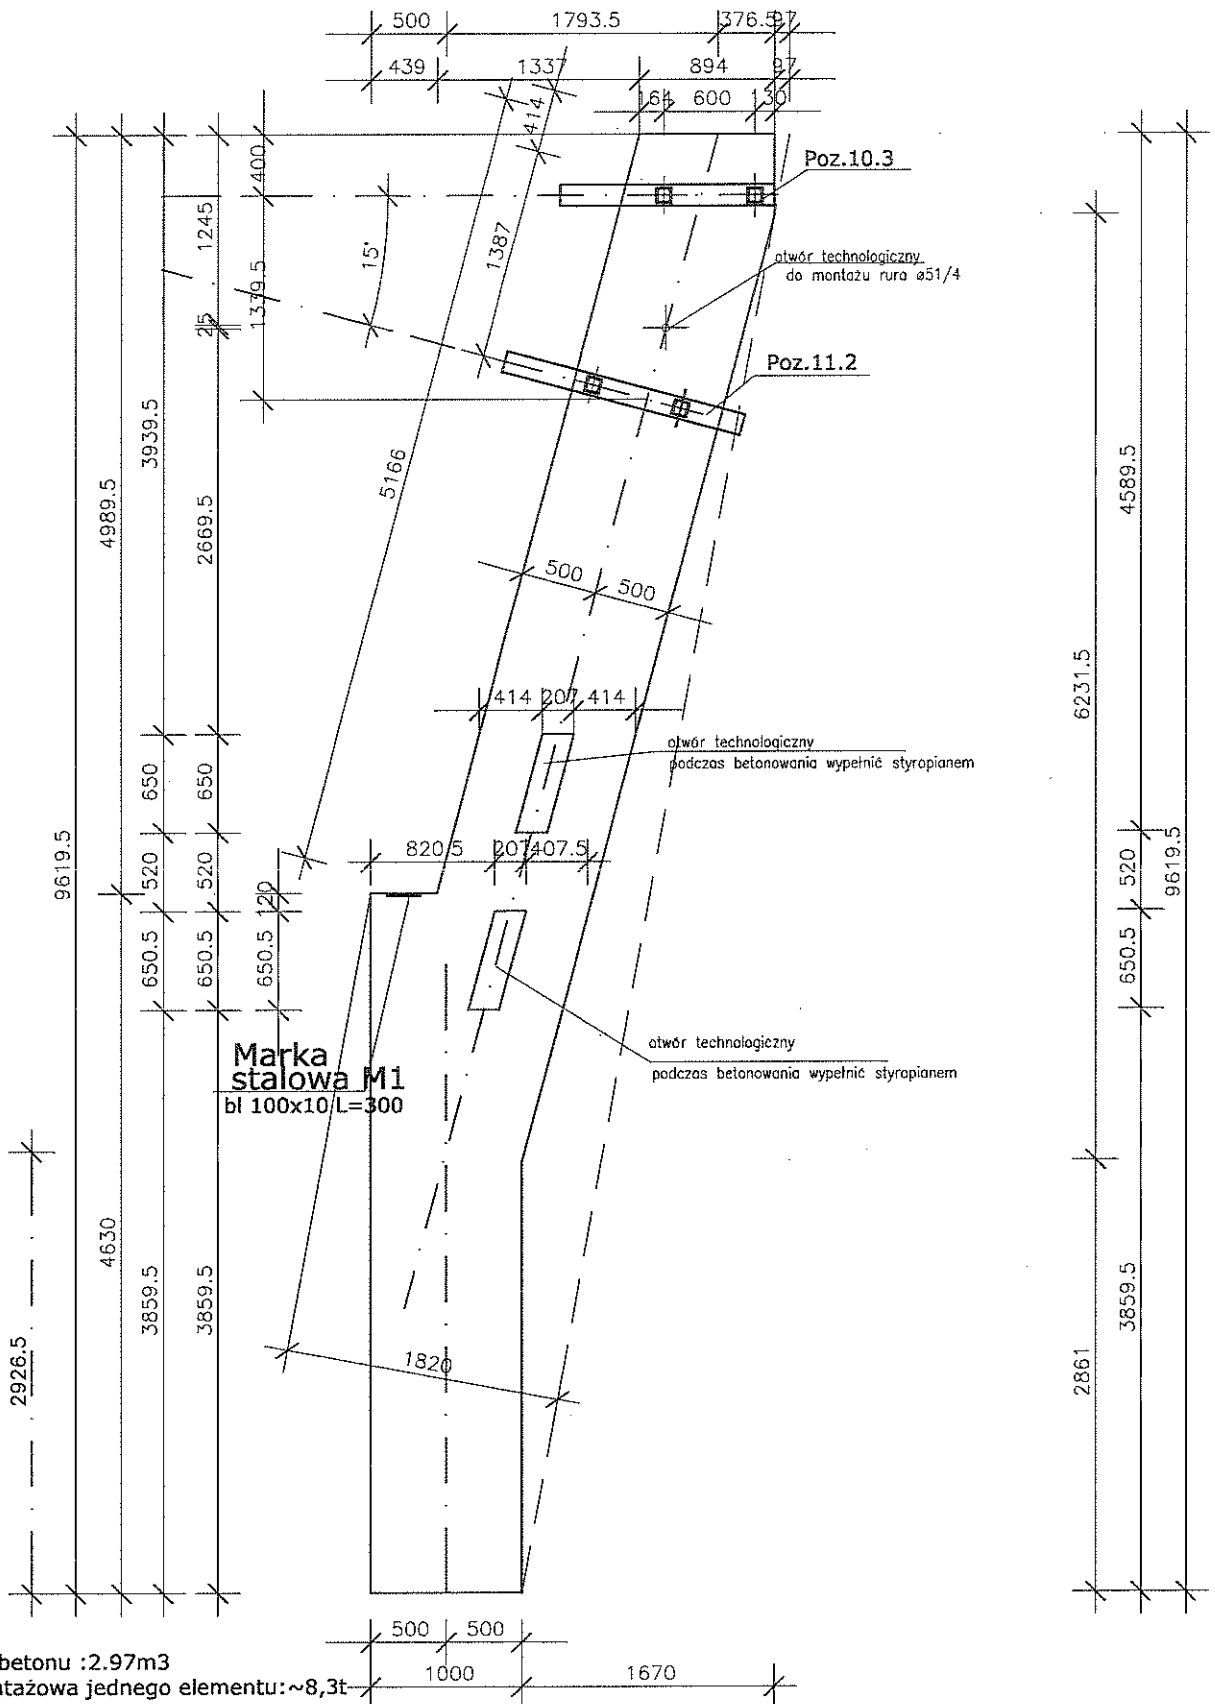 500 1793.5 376.5 97
439 1337 894 97
164 600 130
414
400
Poz.10.3
1245
1387
15°
otwór technologiczny
do montażu rura ø51/4
1339.5
25
Poz.11.2
3939.5
5166
4589.5
4989.5
2669.5
500 500
6231.5
414 207 414
otwór technologiczny
podczas betonowania wypełnić styropianem
650 650
9619.5
820.5 207 407.5
520 520 120
520
9619.5
650.5 650.5 650.5
650.5
otwór technologiczny
podczas betonowania wypełnić styropianem
Marka
stalowa M1
bl 100x10 L=300
4630
3859.5 3859.5
3859.5
2926.5
1820
2861
500 500
betonu :2.97m3
1000 1670
tażowa jednego elementu:~8,3t